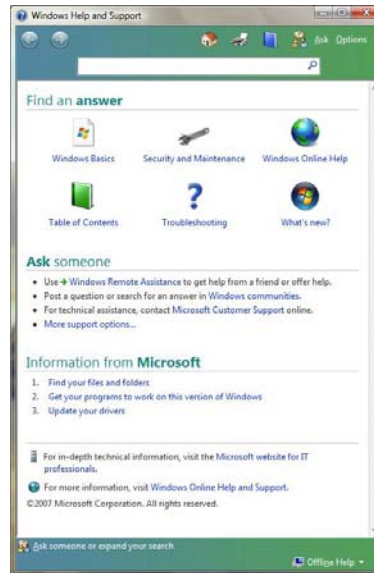 Windows Help and Support
Ask Options
Find an answer
Windows Basics Security and Maintenance Windows Online Help
Table of Contents Troubleshooting What's new?
Ask someone
Use Windows Remote Assistance to get help from a friend or offer help.
Post a question or search for an answer in Windows communities.
For technical assistance, contact Microsoft Customer Support online.
More support options...
Information from Microsoft
1. Find your files and folders
2. Get your programs to work on this version of Windows
3. Update your drivers
For in-depth technical information, visit the Microsoft website for IT
professionals.
For more information, visit Windows Online Help and Support.
©2007 Microsoft Corporation. All rights reserved.
Ask someone or expand your search
Offline Help